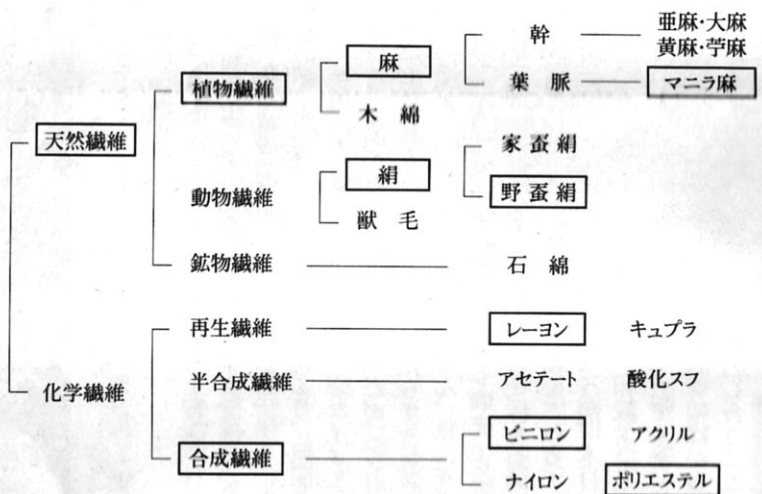 幹
亜麻・大麻
黄麻・苧麻
麻
葉脈
マニラ麻
植物繊維
木綿
天然繊維
家蚕絹
絹
動物繊維
野蚕絹
獣毛
鉱物繊維
石綿
再生繊維
レーヨン
キュプラ
化学繊維
半合成繊維
アセテート
酸化スフ
ビニロン
アクリル
合成繊維
ナイロン
ポリエステル